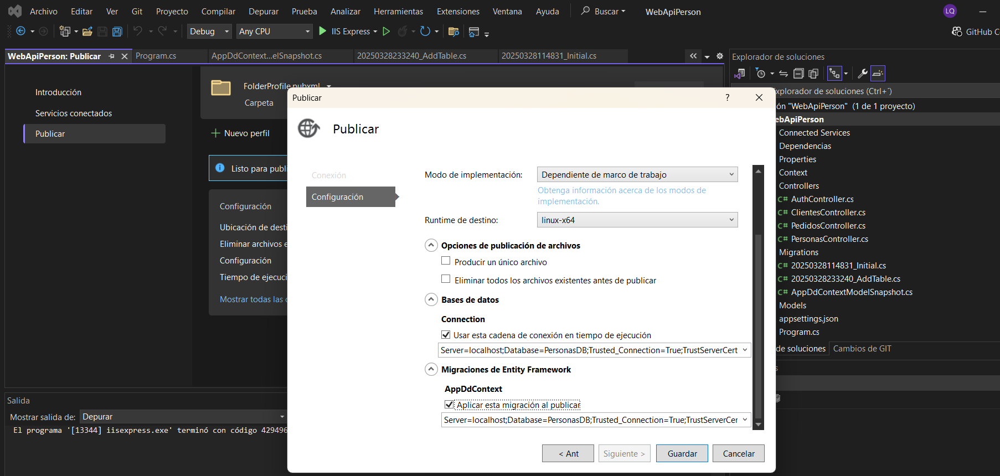 Archivo Editar Ver Git Proyecto Compilar Depurar Prueba Analizar Herramientas Extensiones Ventana Ayuda Buscar WebApiPerson LQ
Debug Any CPU IIS Express GitHub C
WebApiPerson: Publicar Program.cs AppDdContext...elSnapshot.cs 20250328233240_AddTable.cs 20250328114831_Initial.cs
Introducción
Servicios conectados
Publicar
FolderProfile.pubxml
Carpeta
Nuevo perfil
Listo para publi
Configuración
Ubicación de desti
Eliminar archivos e
Configuración
Tiempo de ejecuci
Mostrar todas las c
Publicar ?
Publicar
Conexión
Configuración
Modo de implementación: Dependiente de marco de trabajo
Obtenga información acerca de los modos de
implementación.
Runtime de destino: linux-x64
Opciones de publicación de archivos
Producir un único archivo
Eliminar todos los archivos existentes antes de publicar
Bases de datos
Connection
Usar esta cadena de conexión en tiempo de ejecución
Server=localhost;Database=PersonasDB;Trusted_Connection=True;TrustServerCert
Migraciones de Entity Framework
AppDdContext
Aplicar esta migración al publicar
Server=localhost;Database=PersonasDB;Trusted_Connection=True;TrustServerCer
< Ant Siguiente > Guardar Cancelar
Explorador de soluciones
xplorador de soluciones (Ctrl+´)
ón "WebApiPerson" (1 de 1 proyecto)
ebApiPerson
Connected Services
Dependencias
Properties
Context
Controllers
C# AuthController.cs
C# ClientesController.cs
C# PedidosController.cs
C# PersonasController.cs
Migrations
C# 20250328114831_Initial.cs
C# 20250328233240_AddTable.cs
C# AppDdContextModelSnapshot.cs
Models
appsettings.json
Program.cs
de soluciones Cambios de GIT
s
Salida
Mostrar salida de: Depurar
El programa '[13344] iisexpress.exe' terminó con código 429496